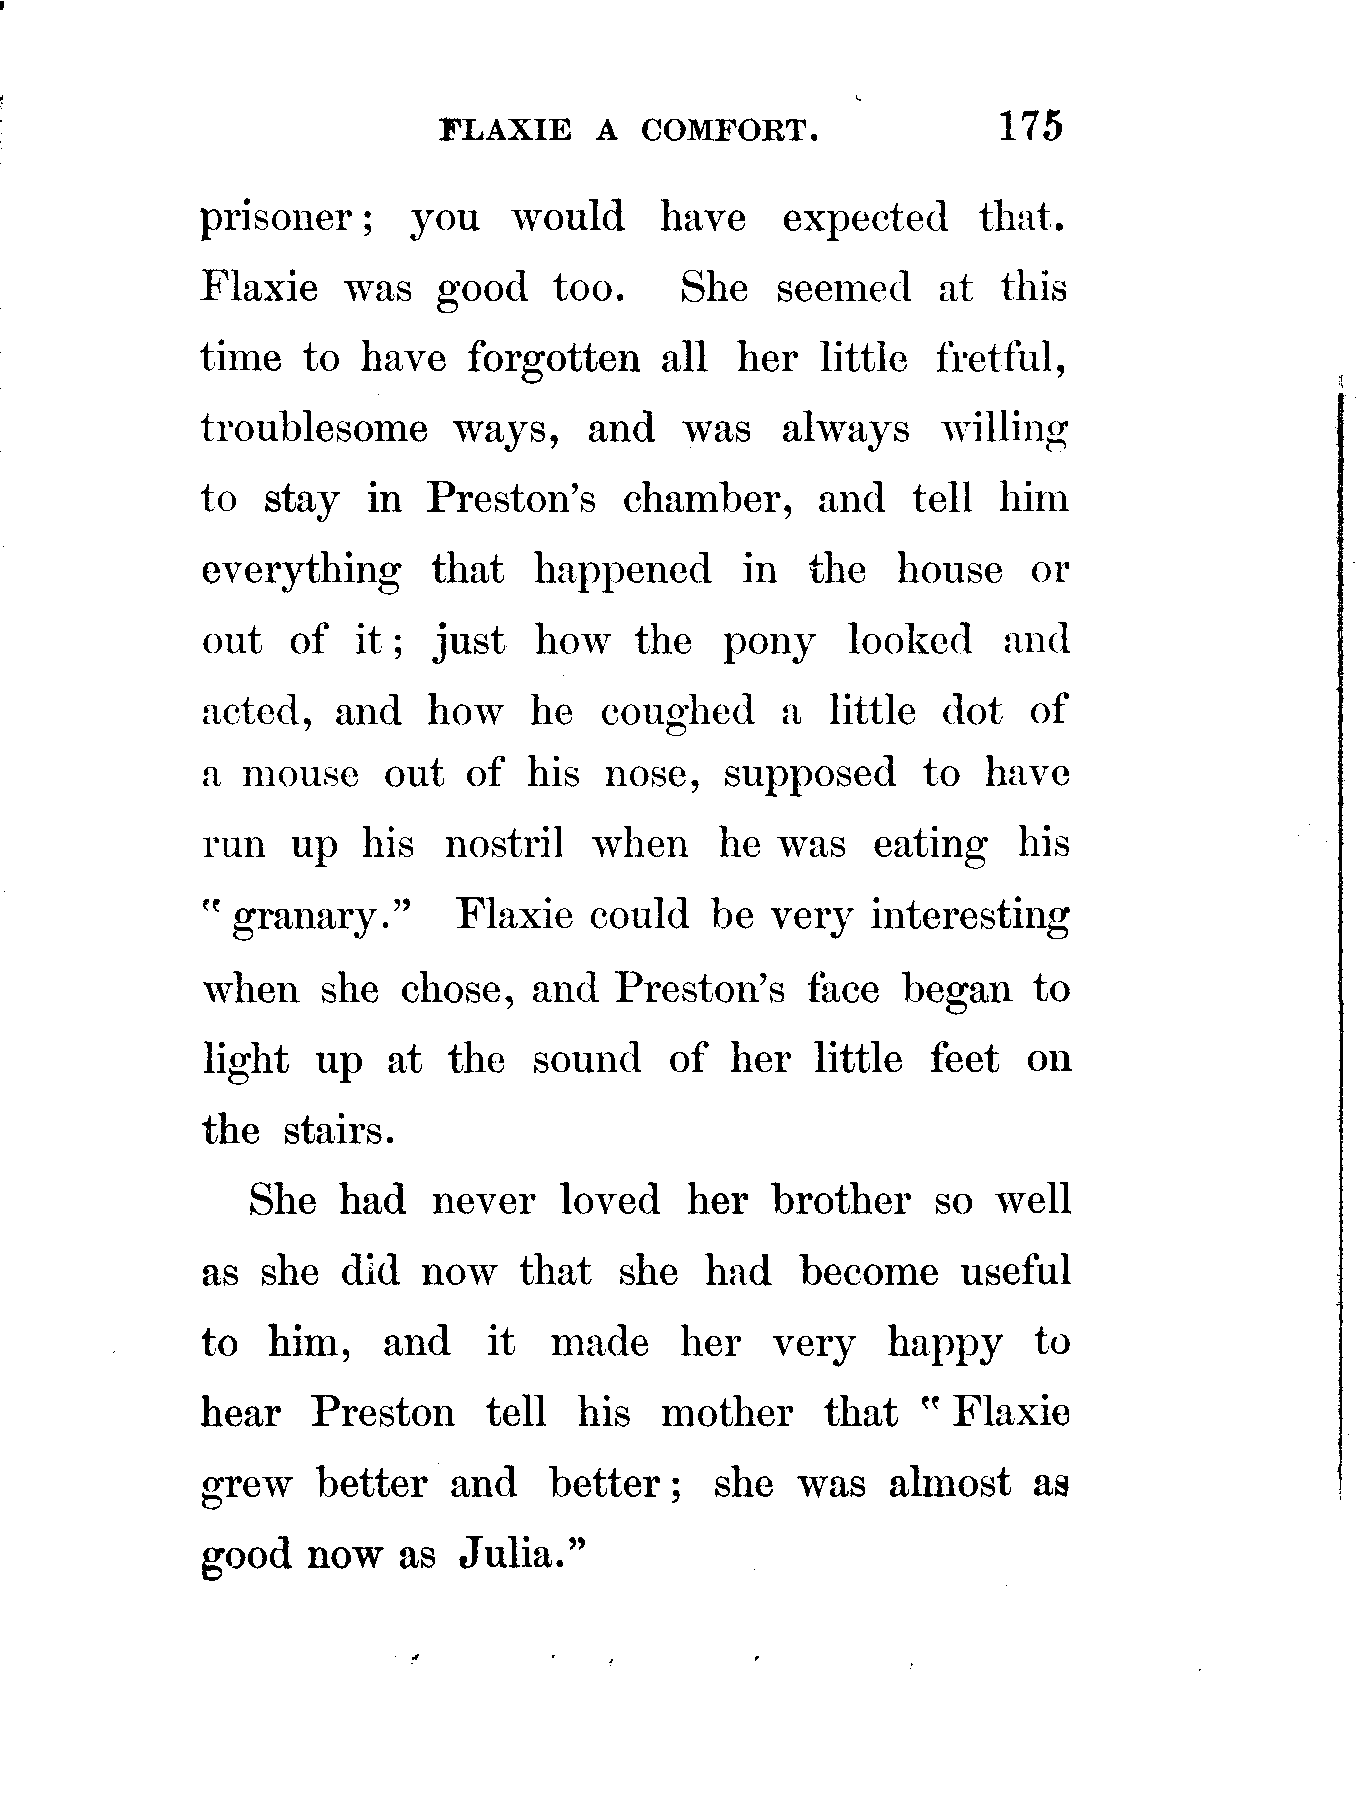 FLAXIE A COMFORT. 175
prisoner; you would have expected that.
Flaxie was good too. She seemed at this
time to have forgotten all her little fretful,
troublesome ways, and was always willing
to stay in Preston's chamber, and tell him
everything that happened in the house or
out of it; just how the pony looked and
acted, and how he coughed a little dot of
a mouse out of his nose, supposed to have
run up his nostril when he was eating his
"granary." Flaxie could be very interesting
when she chose, and Preston's face began to
light up at the sound of her little feet on
the stairs.
She had never loved her brother so well
as she did now that she had become useful
to him, and it made her very happy to
hear Preston tell his mother that "Flaxie
grew better and better; she was almost as
good now as Julia."